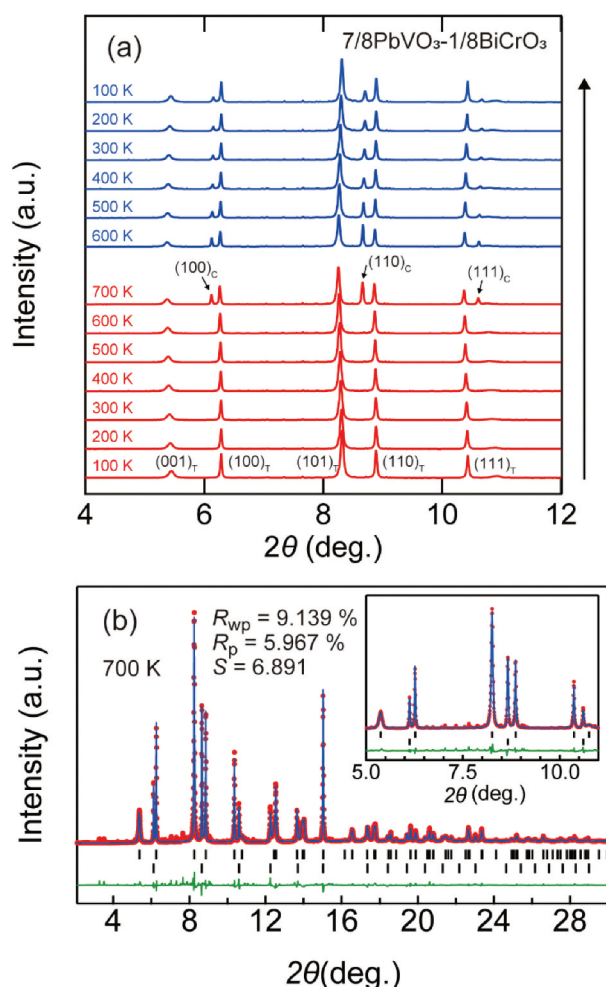 (a)
7/8PbVO₃-1/8BiCrO₃
100 K
200 K
300 K
400 K
500 K
600 K
(100)C
(110)C
(111)C
700 K
600 K
500 K
400 K
300 K
200 K
100 K
(001)T
(100)T
(101)T
(110)T
(111)T
Intensity (a.u.)
4 6 8 10 12
2θ (deg.)
(b)
Rwp = 9.139 %
Rp = 5.967 %
S = 6.891
700 K
5.0 7.5 10.0
2θ (deg.)
Intensity (a.u.)
4 8 12 16 20 24 28
2θ(deg.)